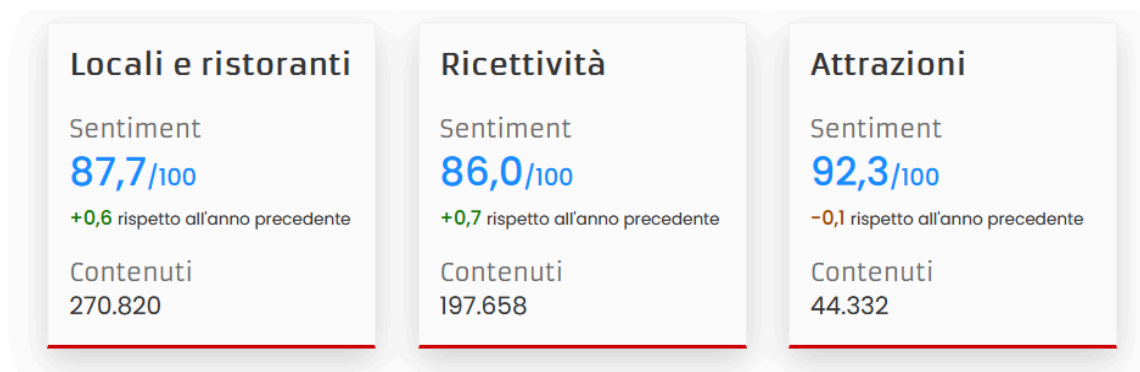 Locali e ristoranti
Sentiment
87,7/100
+0,6 rispetto all'anno precedente
Contenuti
270.820
Ricettività
Sentiment
86,0/100
+0,7 rispetto all'anno precedente
Contenuti
197.658
Attrazioni
Sentiment
92,3/100
-0,1 rispetto all'anno precedente
Contenuti
44.332